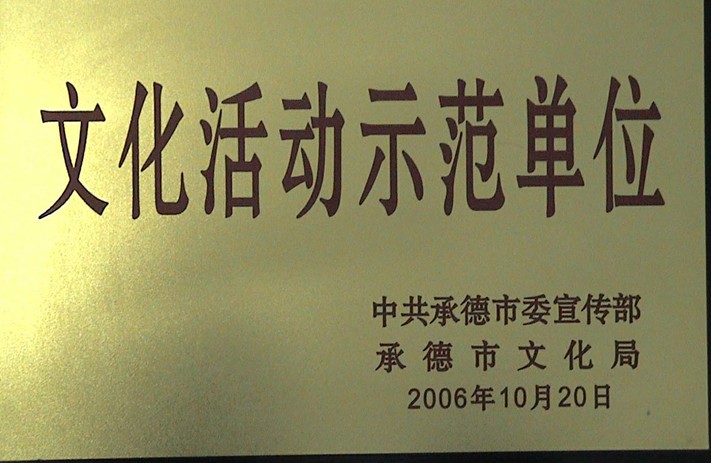 文化活动示范单位
中共承德市委宣传部
承德市文化局
2006年10月20日